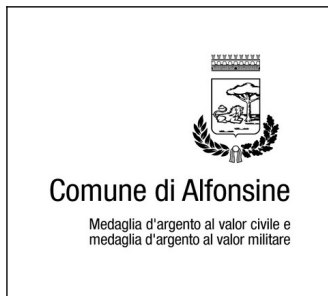 Comune di Alfonsine
Medaglia d'argento al valor civile e
medaglia d'argento al valor militare